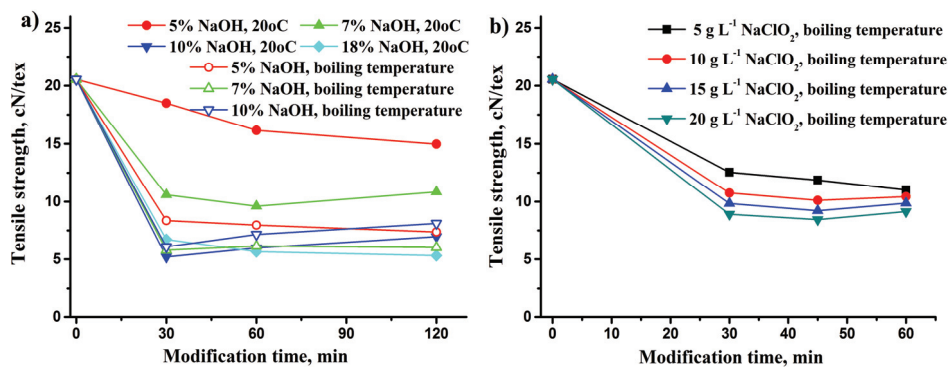 a)
5% NaOH, 20oC 7% NaOH, 20oC
10% NaOH, 20oC 18% NaOH, 20oC
5% NaOH, boiling temperature
7% NaOH, boiling temperature
10% NaOH, boiling temperature
Tensile strength, cN/tex
25
20
15
10
5
0
0 30 60 90 120
Modification time, min
b)
5 g L⁻¹ NaClO₂, boiling temperature
10 g L⁻¹ NaClO₂, boiling temperature
15 g L⁻¹ NaClO₂, boiling temperature
20 g L⁻¹ NaClO₂, boiling temperature
Tensile strength, cN/tex
25
20
15
10
5
0
0 10 20 30 40 50 60
Modification time, min